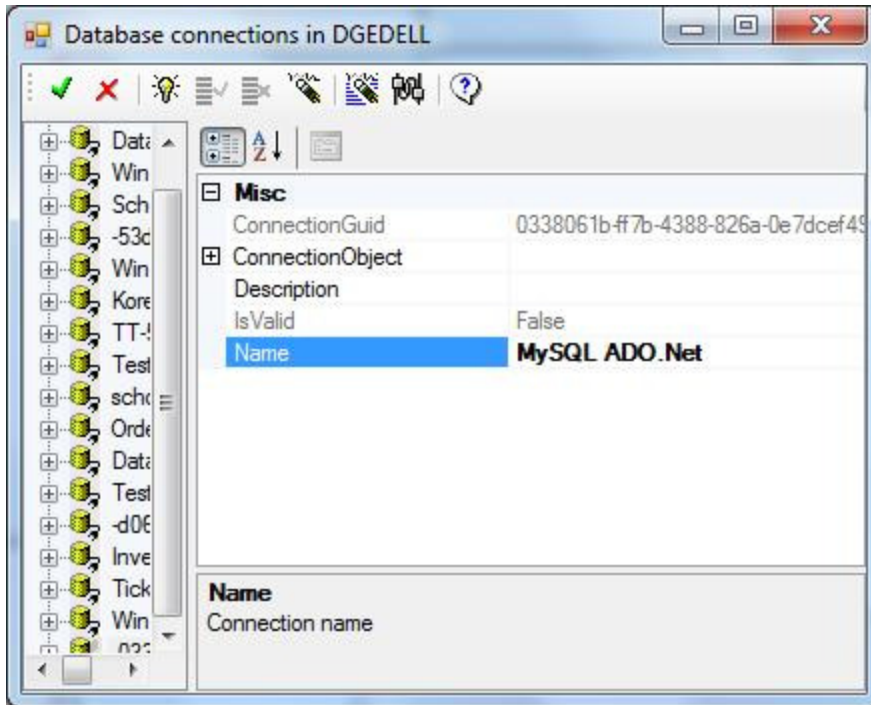 Database connections in DGEDELL
Data
Win
Sch
-53c
Win
Kore
TT-5
Test
scho
Orde
Data
Test
-d06
Inve
Tick
Win
Misc
ConnectionGuid 0338061b-ff7b-4388-826a-0e7dcef49
ConnectionObject
Description
IsValid False
Name MySQL ADO.Net
Name
Connection name